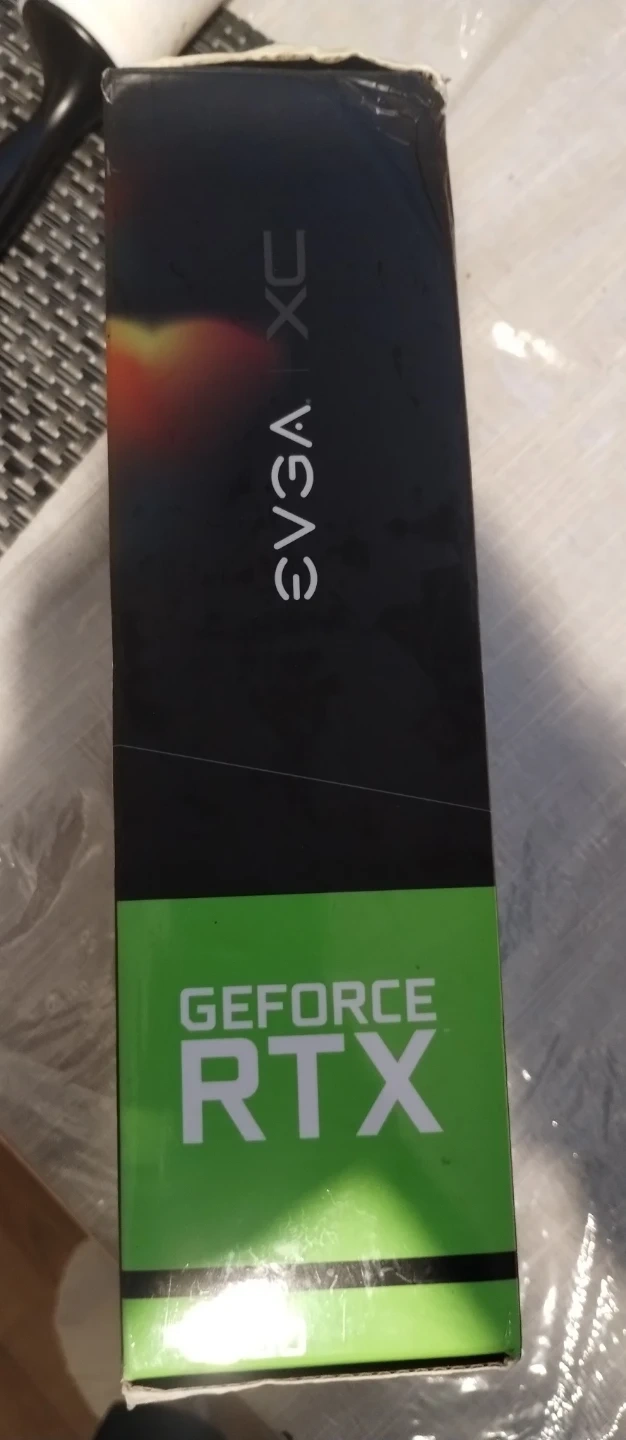 EVGA | XC
GEFORCE
RTX